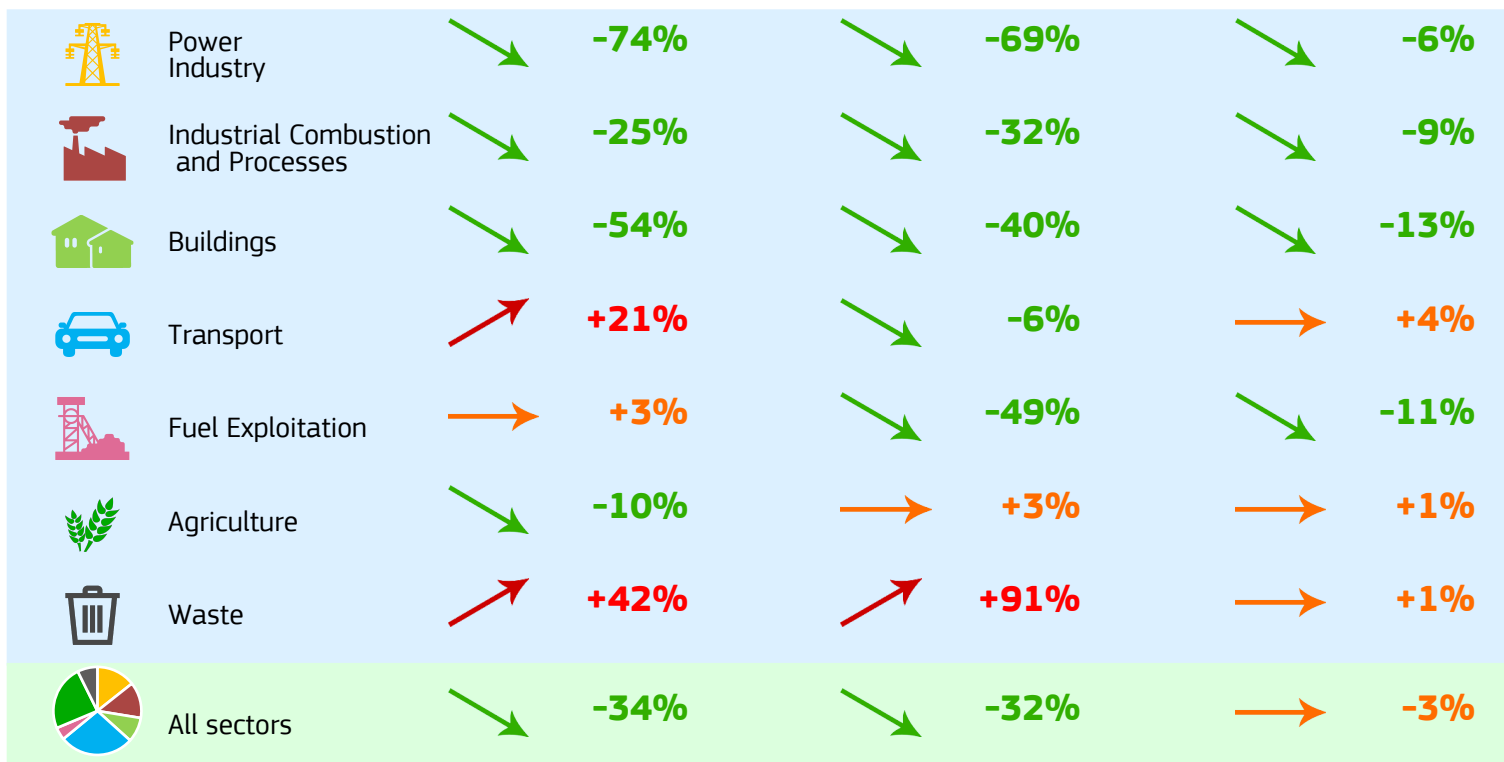 Power
Industry
-74% -69% -6%
Industrial Combustion
and Processes
-25% -32% -9%
Buildings -54% -40% -13%
Transport +21% -6% +4%
Fuel Exploitation +3% -49% -11%
Agriculture -10% +3% +1%
Waste +42% +91% +1%
All sectors -34% -32% -3%